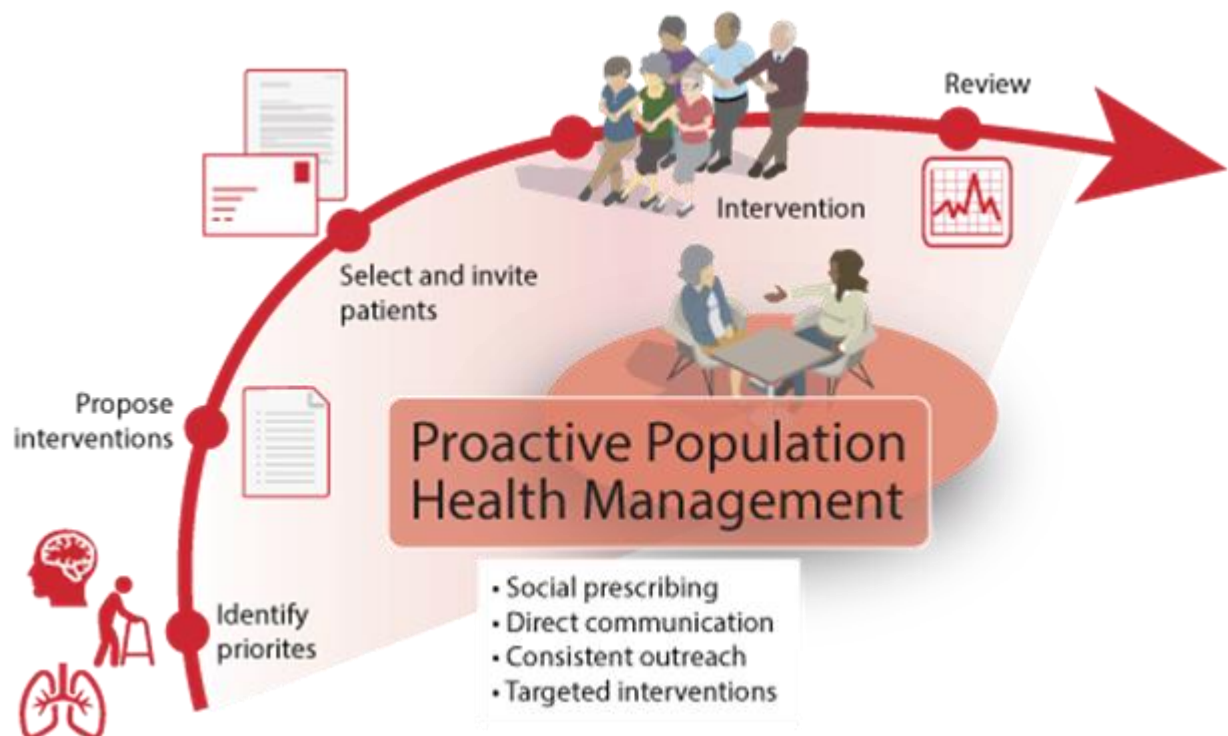 Review
Intervention
Select and invite
patients
Propose
interventions
Identify
priorites
Proactive Population
Health Management
• Social prescribing
• Direct communication
• Consistent outreach
• Targeted interventions